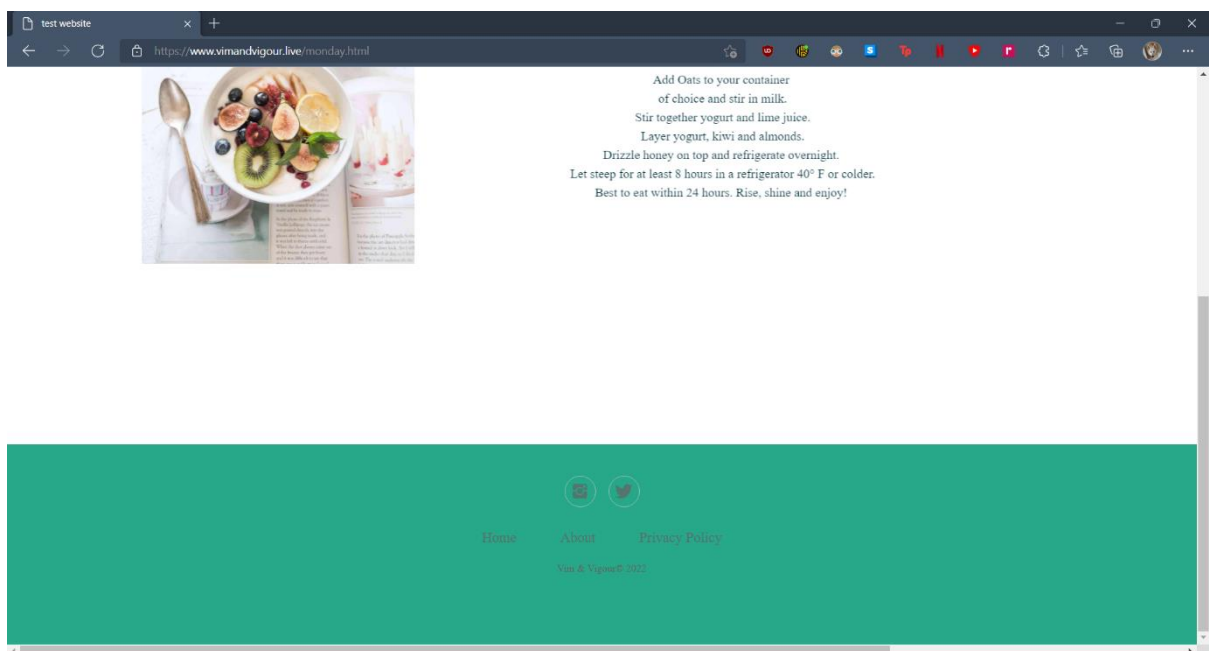 test website
https://www.vimandvigour.live/monday.html
Add Oats to your container
of choice and stir in milk.
Stir together yogurt and lime juice.
Layer yogurt, kiwi and almonds.
Drizzle honey on top and refrigerate overnight.
Let steep for at least 8 hours in a refrigerator 40° F or colder.
Best to eat within 24 hours. Rise, shine and enjoy!
Home About Privacy Policy
Vim & Vigour© 2022